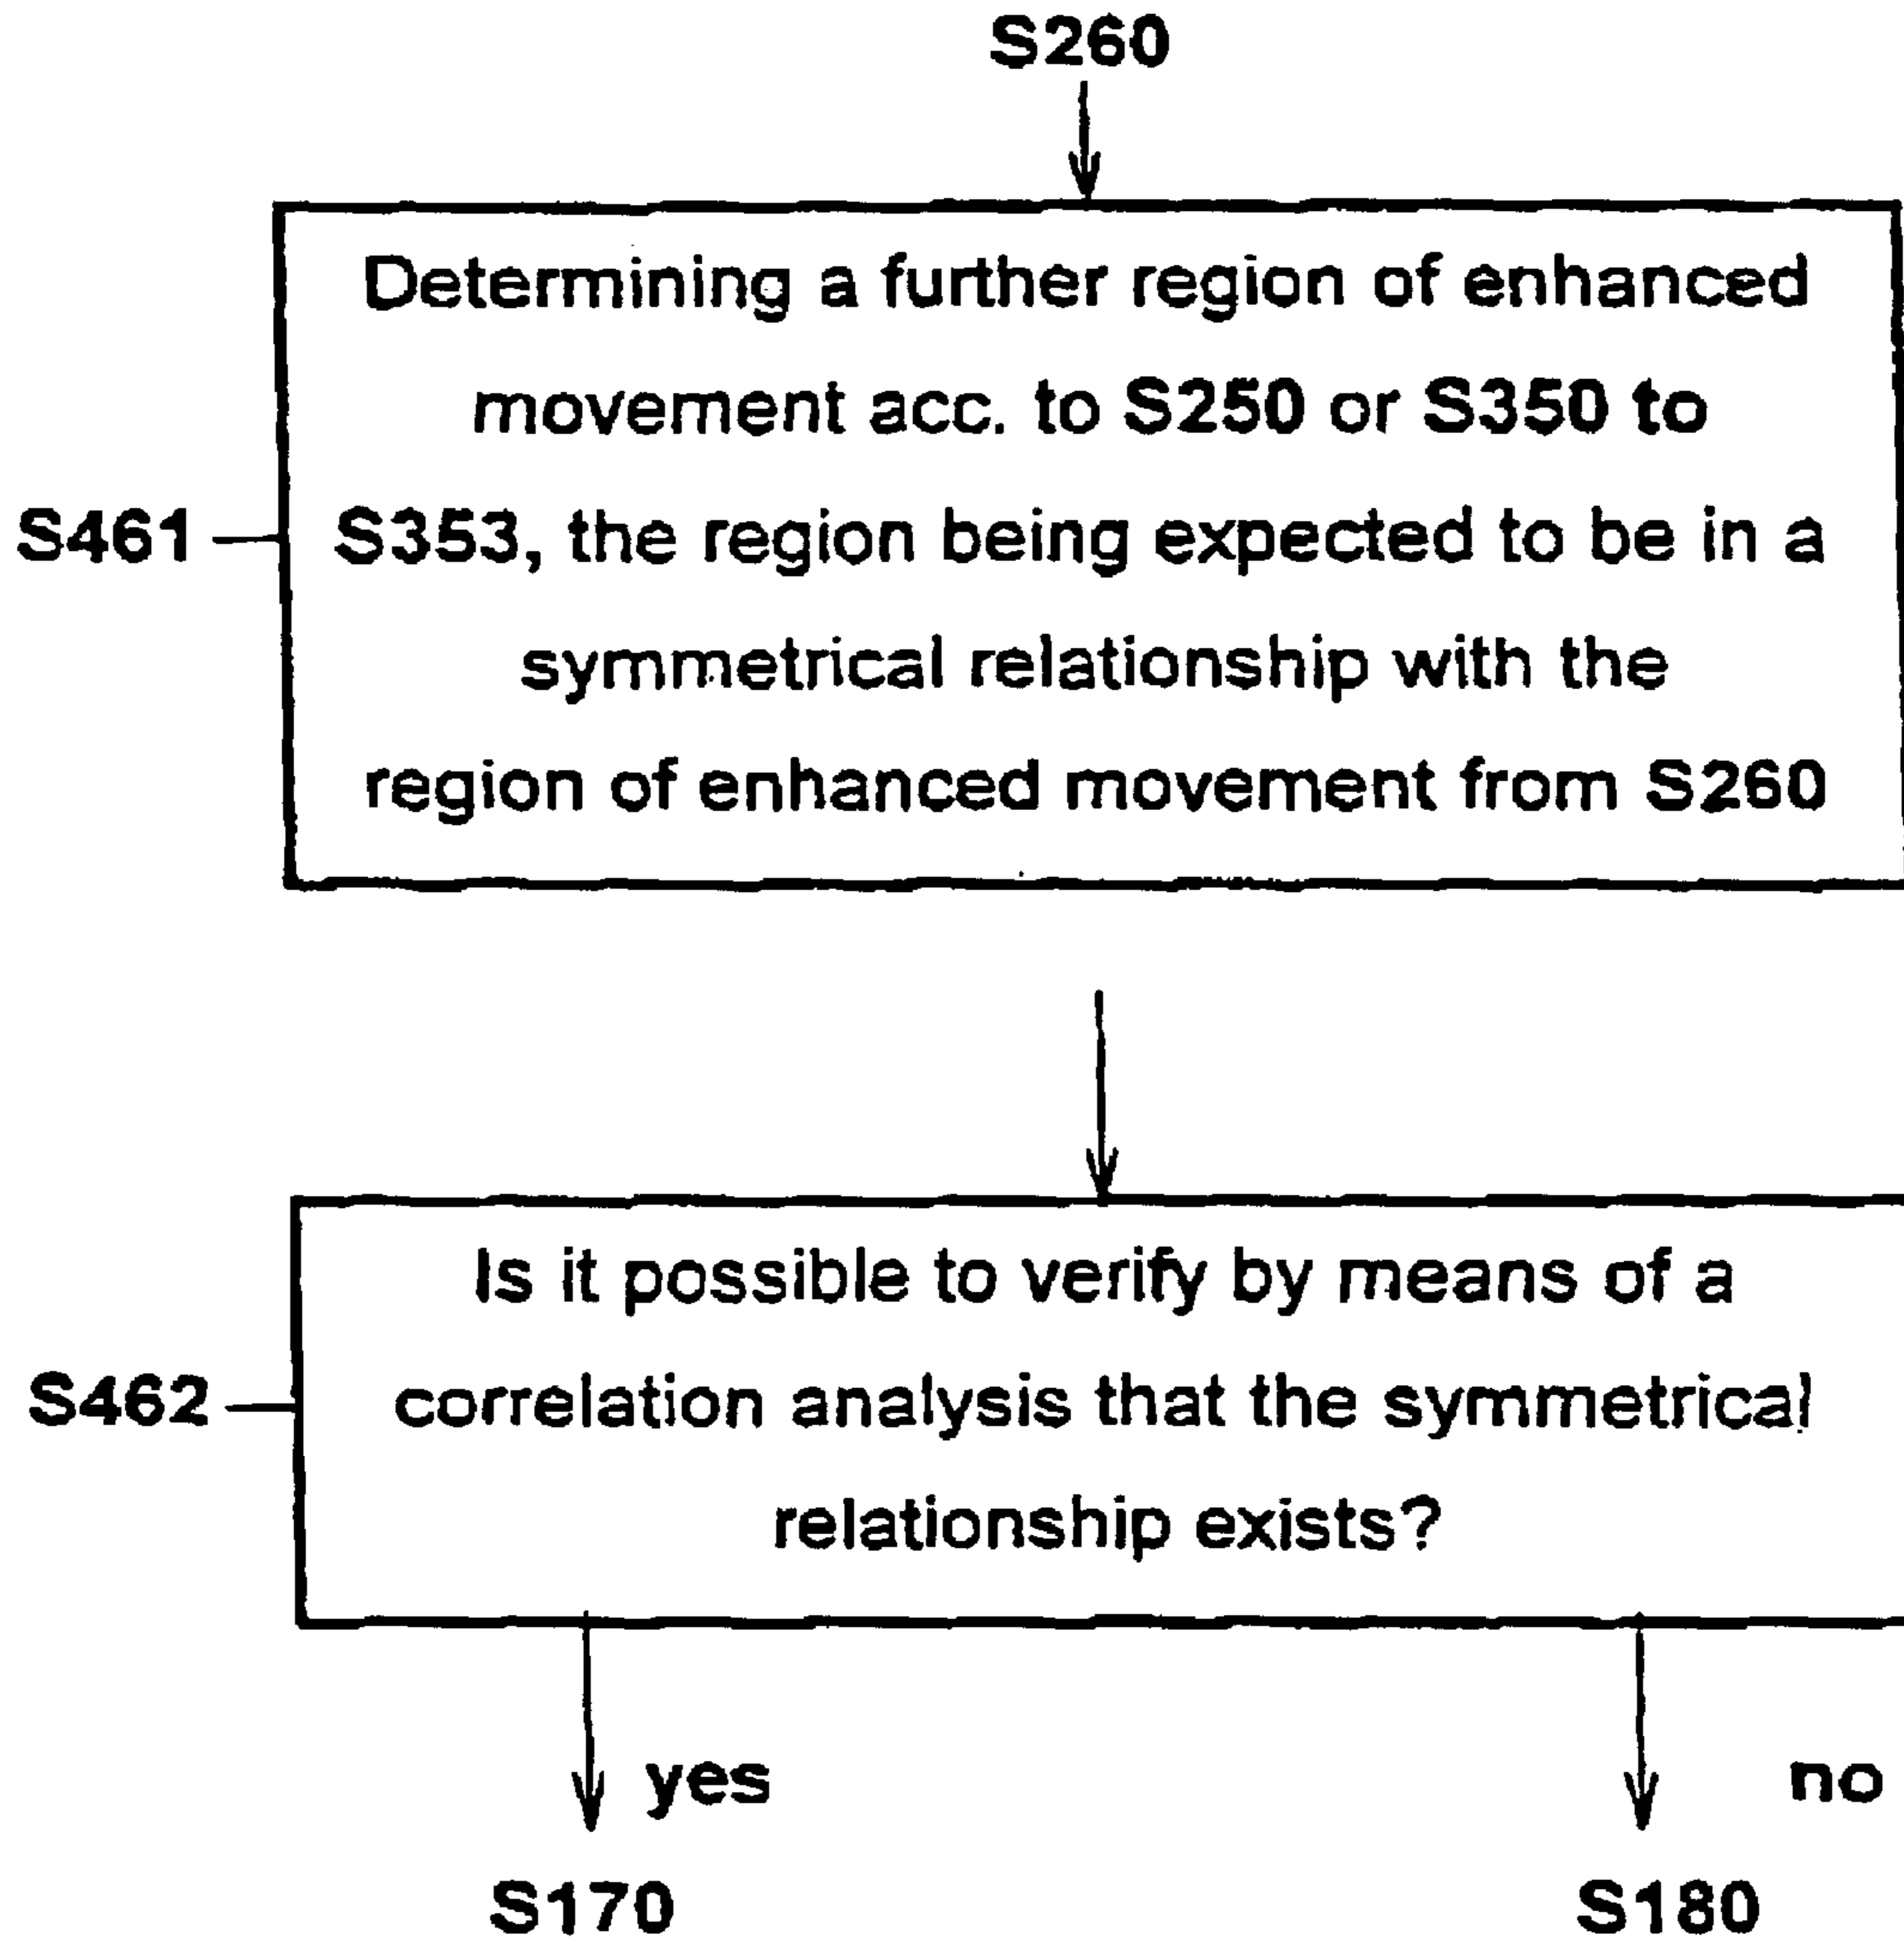 S260
Determining a further region of enhanced
movement acc. to S250 or S350 to
S461
S353, the region being expected to be in a
symmetrical relationship with the
region of enhanced movement from S260
Is it possible to verify by means of a
S462
correlation analysis that the symmetrical
relationship exists?
yes
no
S170
S180